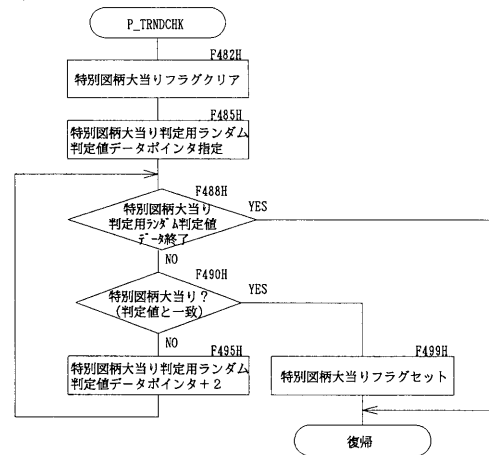 P_TRNDCHK
F482H
特別図柄大当りフラグクリア
F485H
特別図柄大当り判定用ランダム
判定値データポインタ指定
F488H
特別図柄大当り
判定用ランダム判定値
データ終了
YES
NO
F490H
特別図柄大当り?
(判定値と一致)
YES
NO
F495H
特別図柄大当り判定用ランダム
判定値データポインタ+2
F499H
特別図柄大当りフラグセット
復帰